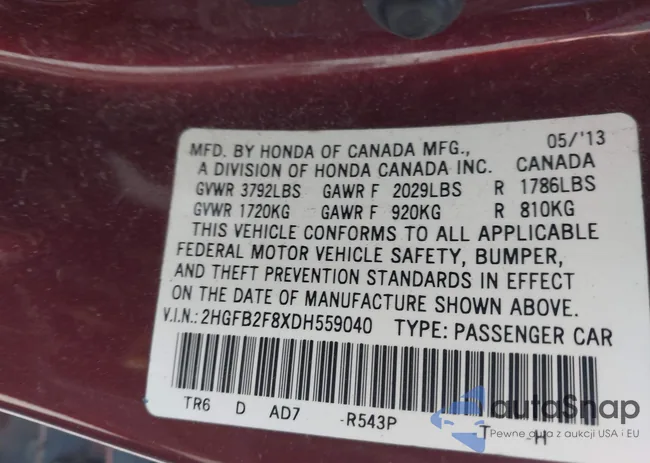 MFD. BY HONDA OF CANADA MFG., 05/'13
A DIVISION OF HONDA CANADA INC. CANADA
GVWR 3792LBS GAWR F 2029LBS R 1786LBS
GVWR 1720KG GAWR F 920KG R 810KG
THIS VEHICLE CONFORMS TO ALL APPLICABLE
FEDERAL MOTOR VEHICLE SAFETY, BUMPER,
AND THEFT PREVENTION STANDARDS IN EFFECT
ON THE DATE OF MANUFACTURE SHOWN ABOVE.
V.I.N.: 2HGFB2F8XDH559040 TYPE: PASSENGER CAR
TR6 D AD7 -R543P T -H
autoSnap
Pewne auta z aukcji USA i EU